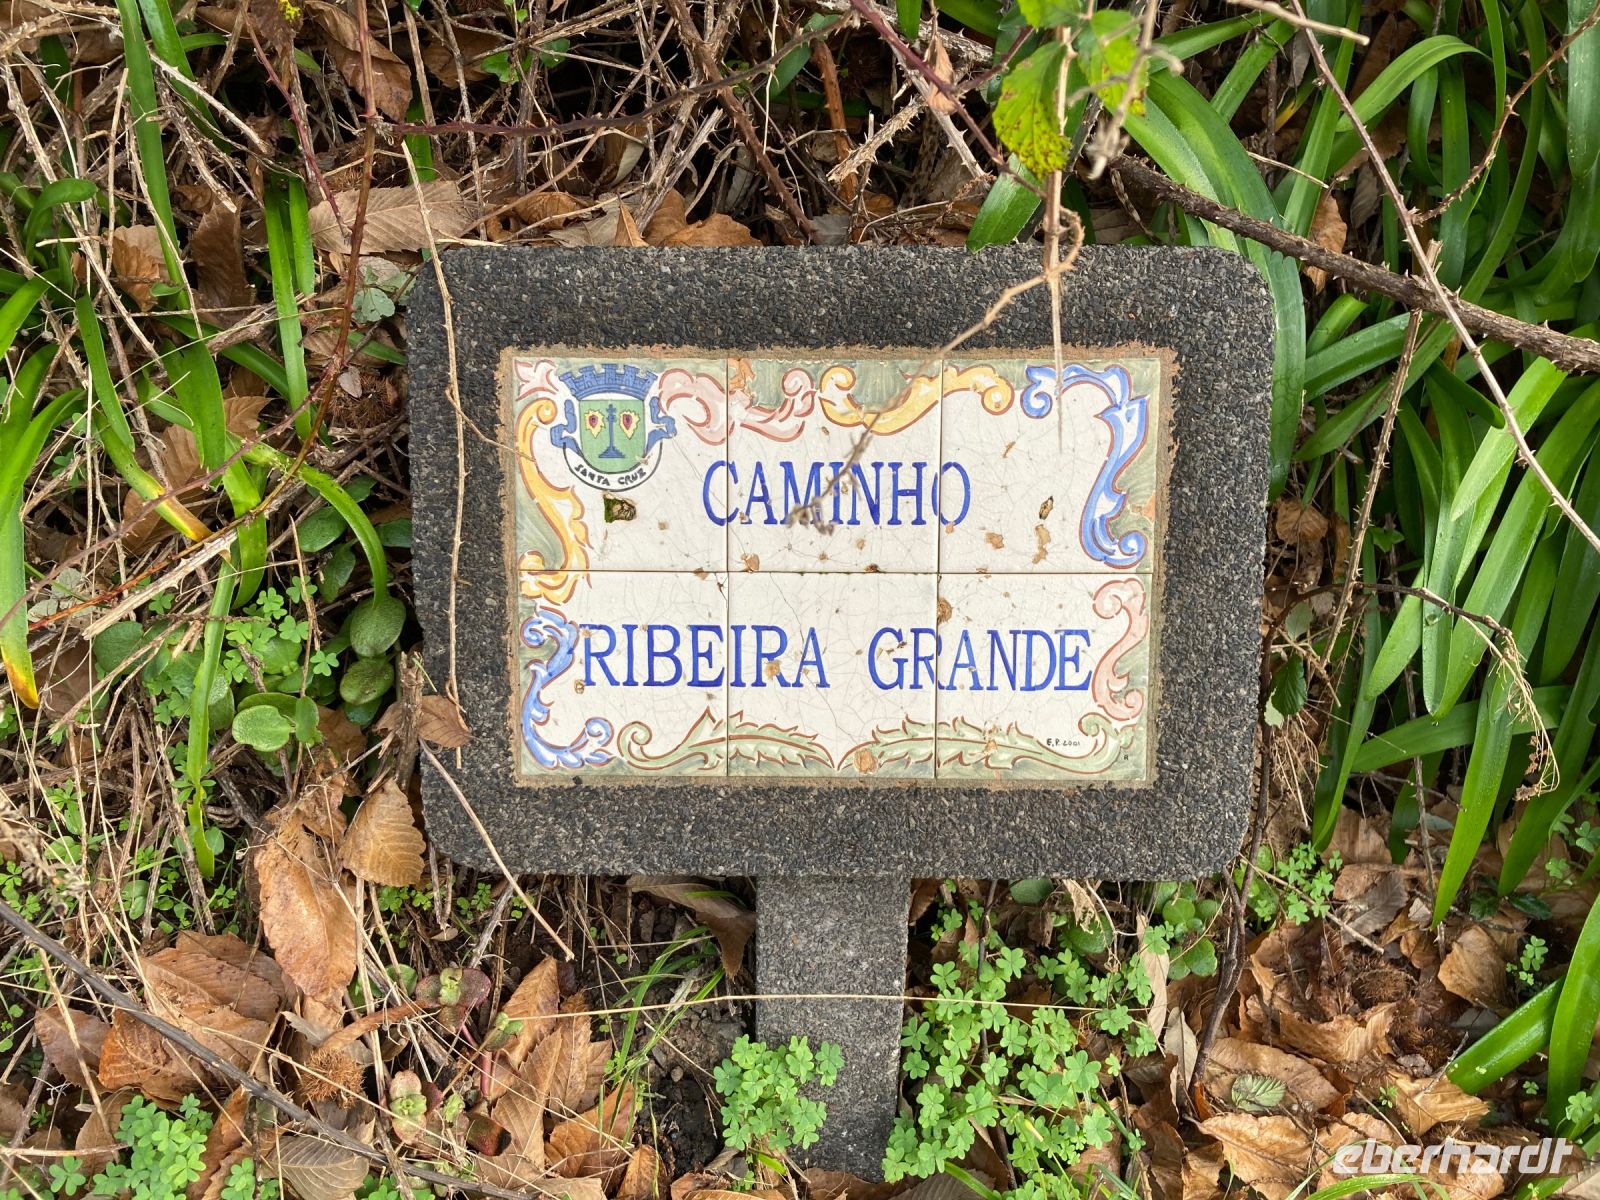 SANTA CRUZ
CAMINHO
RIBEIRA GRANDE
E.P. 2001
eberhardt